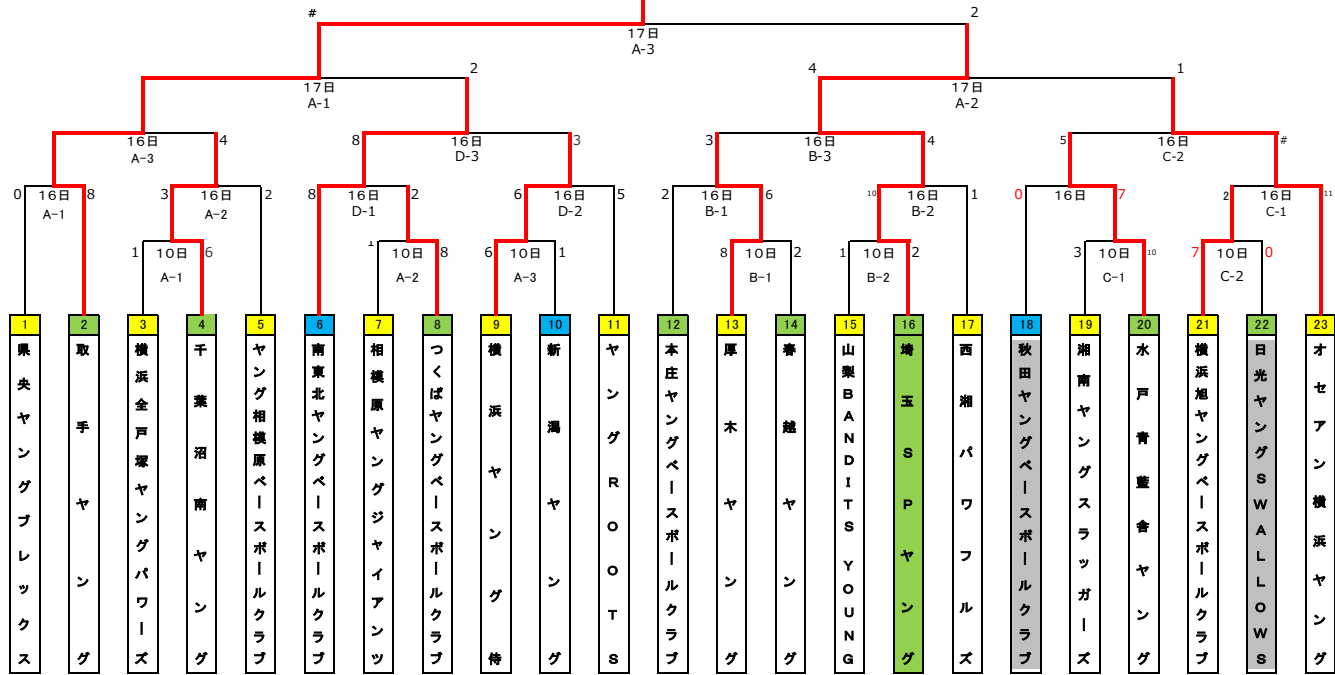 # 2
17日
A-3
2 4 1
17日 17日
A-1 A-2
4 8 3 3 4 5 #
16日 16日 16日 16日
A-3 D-3 B-3 C-2
0 16日 8 3 16日 2 8 16日 2 6 16日 5 2 16日 6 10 16日 1 0 16日 7 2 16日 11
A-1 A-2 D-1 D-2 B-1 B-2 C-1
1 10日 6 1 10日 8 6 10日 1 8 10日 2 1 10日 2 3 10日 10 7 10日 0
A-1 A-2 A-3 B-1 B-2 C-1 C-2
1 2 3 4 5 6 7 8 9 10 11 12 13 14 15 16 17 18 19 20 21 22 23
県央ヤングブレックス
取手ヤング
横浜全戸塚ヤングパワーズ
千葉沼南ヤング
ヤング相模原ベースボールクラブ
南東北ヤングベースボールクラブ
相模原ヤングジャイアンツ
つくばヤングベースボールクラブ
横浜ヤング侍
新潟ヤング
ヤングROOTS
本庄ヤングベースボールクラブ
厚木ヤング
春越ヤング
山梨BANDITS YOUNG
埼玉SPヤング
西湘パワフルズ
秋田ヤングベースボールクラブ
湘南ヤングスラッガーズ
水戸青藍舎ヤング
横浜旭ヤングベースボールクラブ
日光ヤングSWALLOWS
オセアン横浜ヤング